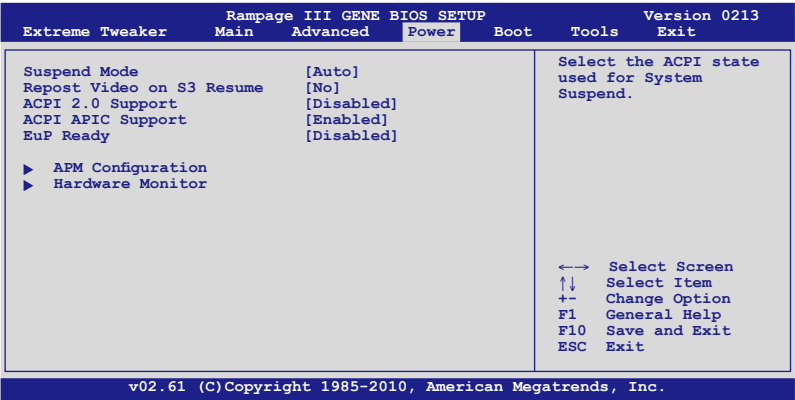 Rampage III GENE BIOS SETUP Version 0213
Extreme Tweaker Main Advanced Power Boot Tools Exit
Suspend Mode [Auto]
Repost Video on S3 Resume [No]
ACPI 2.0 Support [Disabled]
ACPI APIC Support [Enabled]
EuP Ready [Disabled]
▶ APM Configuration
▶ Hardware Monitor
Select the ACPI state
used for System
Suspend.
←→ Select Screen
↑↓ Select Item
+- Change Option
F1 General Help
F10 Save and Exit
ESC Exit
v02.61 (C)Copyright 1985-2010, American Megatrends, Inc.